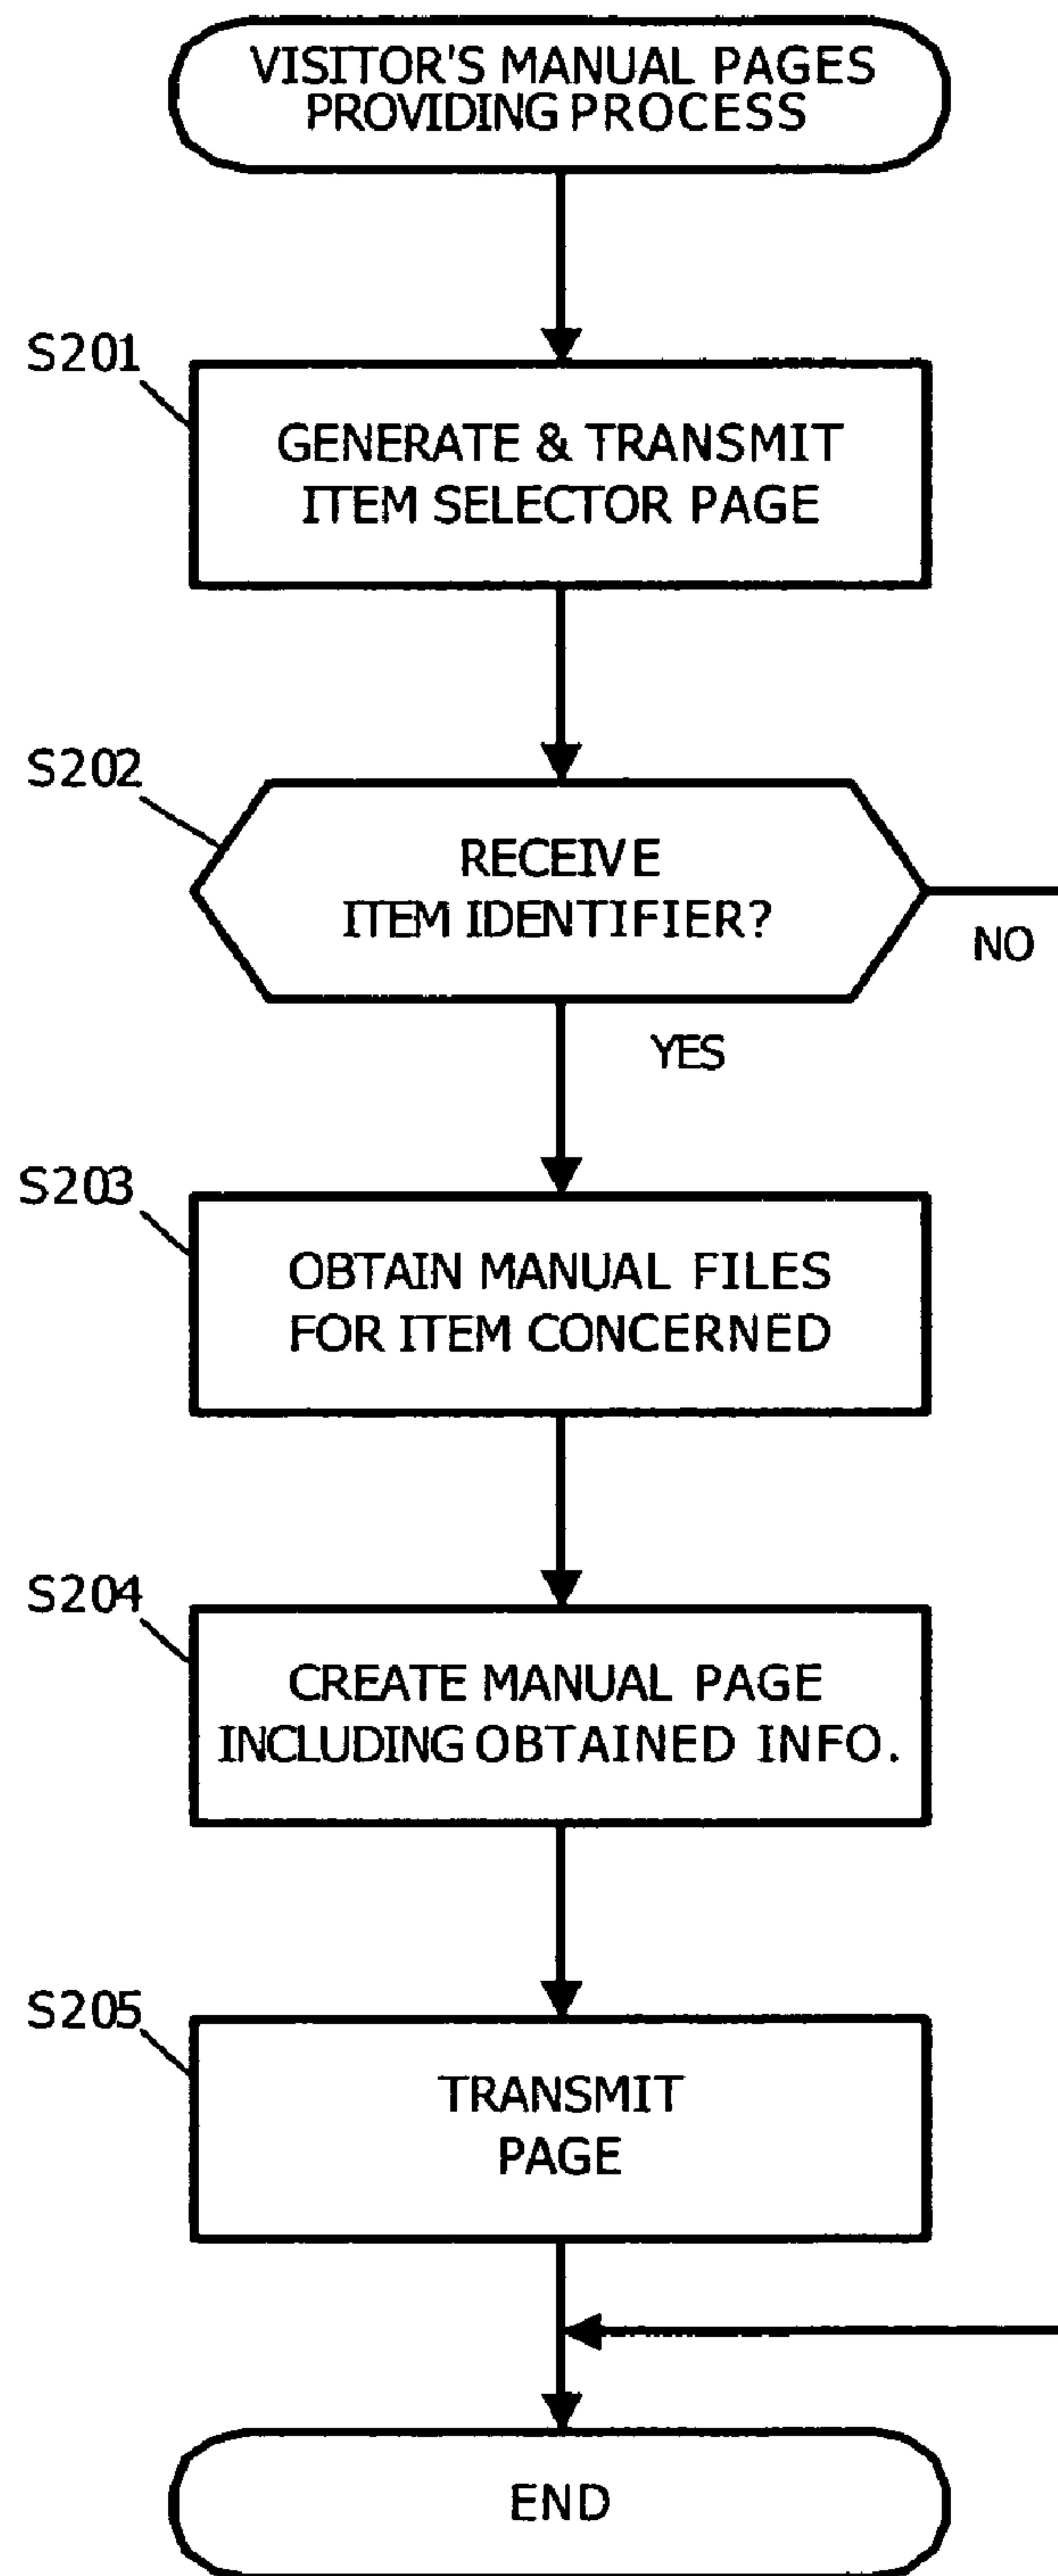 VISITOR'S MANUAL PAGES
PROVIDING PROCESS
S201
GENERATE & TRANSMIT
ITEM SELECTOR PAGE
S202
RECEIVE
ITEM IDENTIFIER?
NO
YES
S203
OBTAIN MANUAL FILES
FOR ITEM CONCERNED
S204
CREATE MANUAL PAGE
INCLUDING OBTAINED INFO.
S205
TRANSMIT
PAGE
END